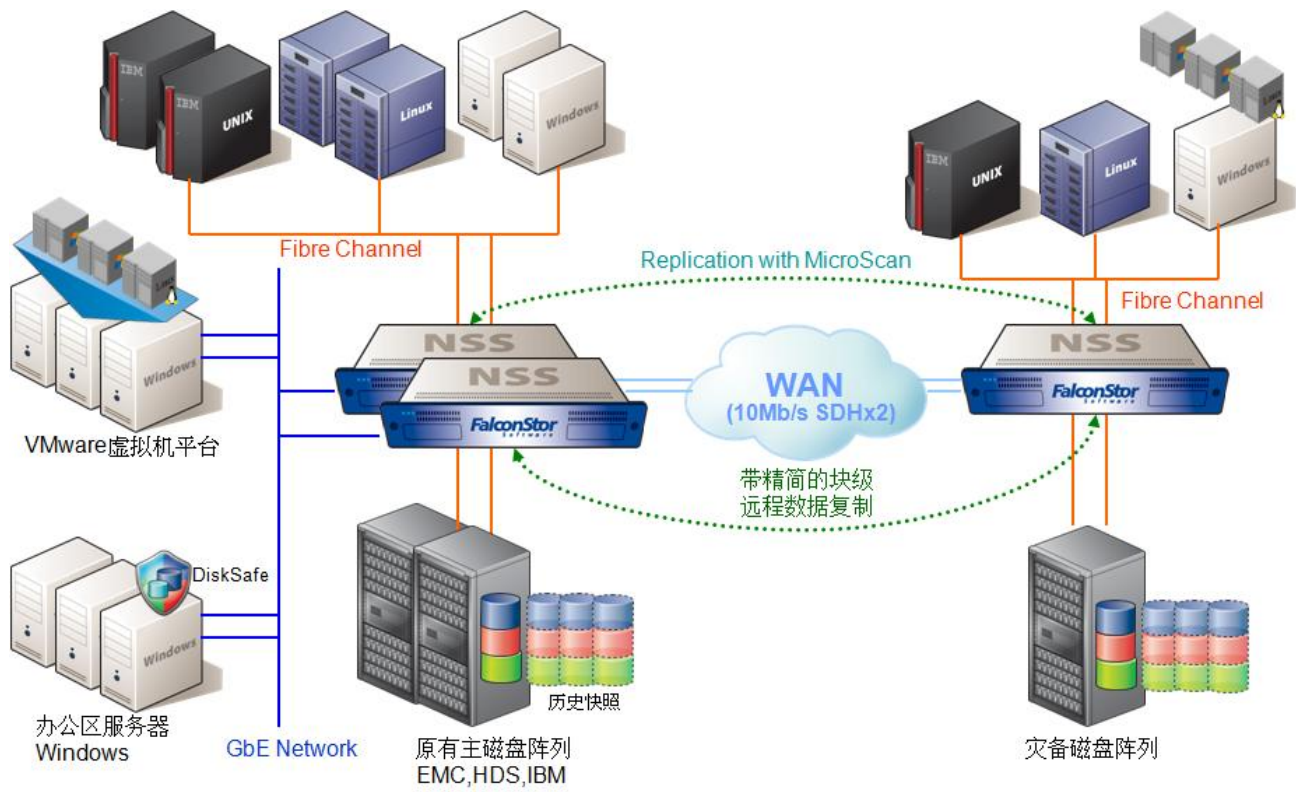 IBM
IBM
UNIX
Linux
Windows
Linux
IBM
UNIX
Linux
Windows
Fibre Channel
Replication with MicroScan
Fibre Channel
Linux
Windows
VMware虚拟机平台
NSS
NSS
FalconStor
Software
WAN
(10Mb/s SDHx2)
NSS
FalconStor
Software
带精简的块级
远程数据复制
DiskSafe
Windows
办公区服务器
Windows
GbE Network
历史快照
原有主磁盘阵列
EMC,HDS,IBM
灾备磁盘阵列